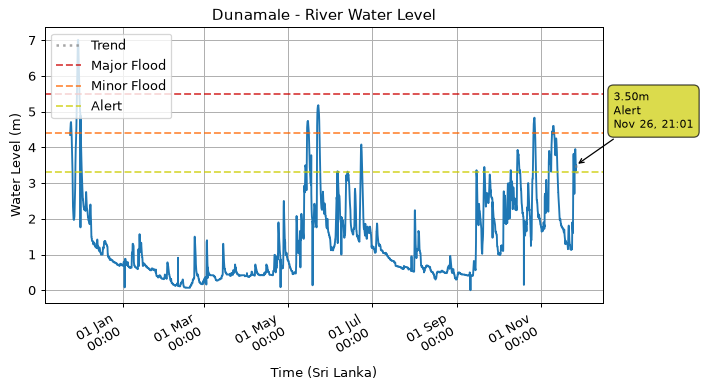 Dunamale - River Water Level
Trend
Major Flood
Minor Flood
Alert
3.50m
Alert
Nov 26, 21:01
Water Level (m)
7
6
5
4
3
2
1
0
01 Jan
00:00
01 Mar
00:00
01 May
00:00
01 Jul
00:00
01 Sep
00:00
01 Nov
00:00
Time (Sri Lanka)